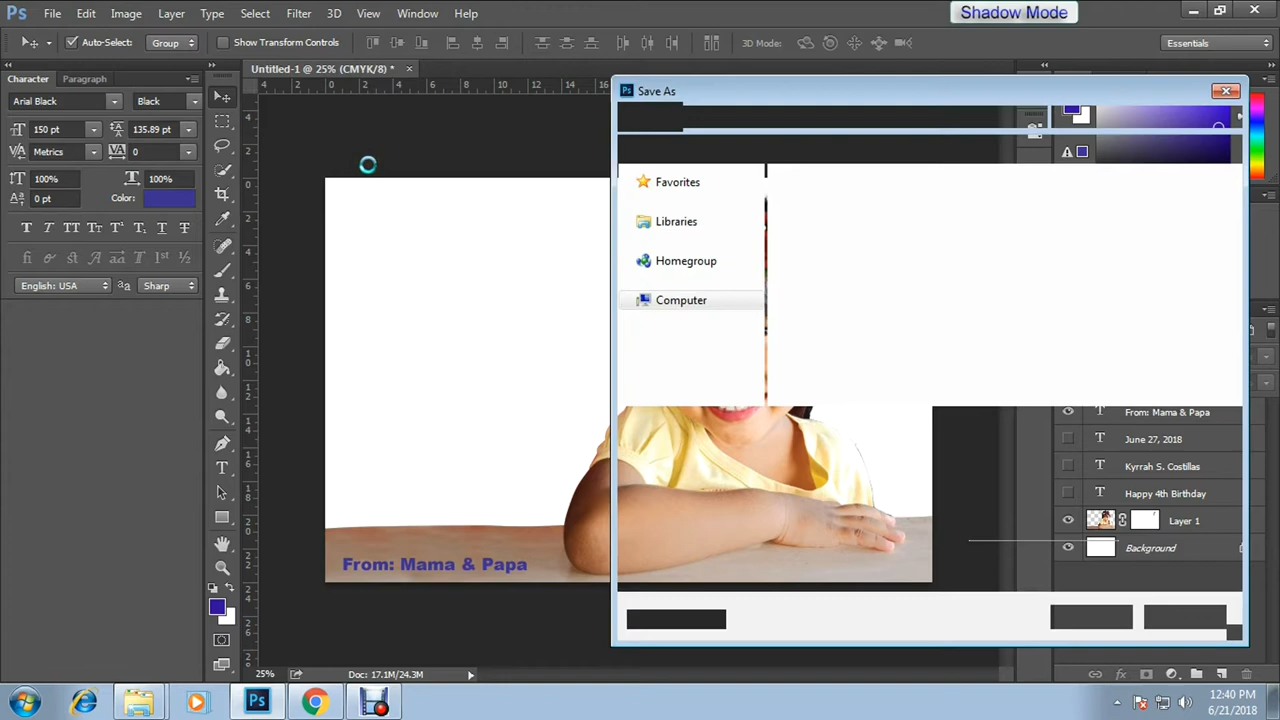 Ps File Edit Image Layer Type Select Filter 3D View Window Help
Shadow Mode
Auto-Select: Group Show Transform Controls 3D Mode: Essentials
Character Paragraph
Untitled-1 @ 25% (CMYK/8) *
Save As
Arial Black Black
150 pt 135.89 pt
Metrics 0
100% 100%
0 pt Color:
English: USA Sharp
Favorites
Libraries
Homegroup
Computer
From: Mama & Papa
June 27, 2018
Kyrrah S. Costillas
Happy 4th Birthday
Layer 1
Background
From: Mama & Papa
25% Doc: 17.1M/24.3M
12:40 PM
6/21/2018